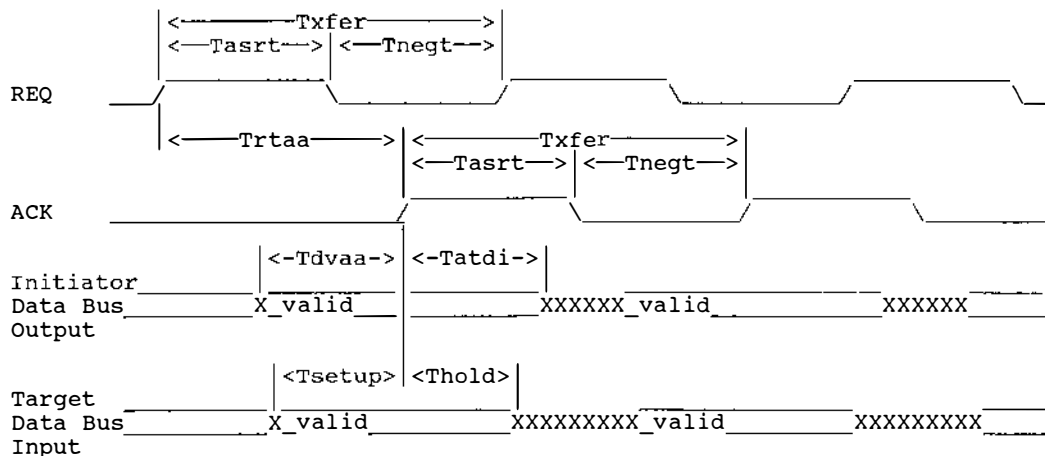 <——Txfer——>
<—Tasrt—> <—Tnegt—>
REQ
<——Trtaa——> <——Txfer——>
<—Tasrt—> <—Tnegt—>
ACK
<-Tdvaa-> <-Tatdi->
Initiator
Data Bus X_valid XXXXXX_valid XXXXXX
Output
<Tsetup> <Thold>
Target
Data Bus X_valid XXXXXXXXX_valid XXXXXXXXX
Input